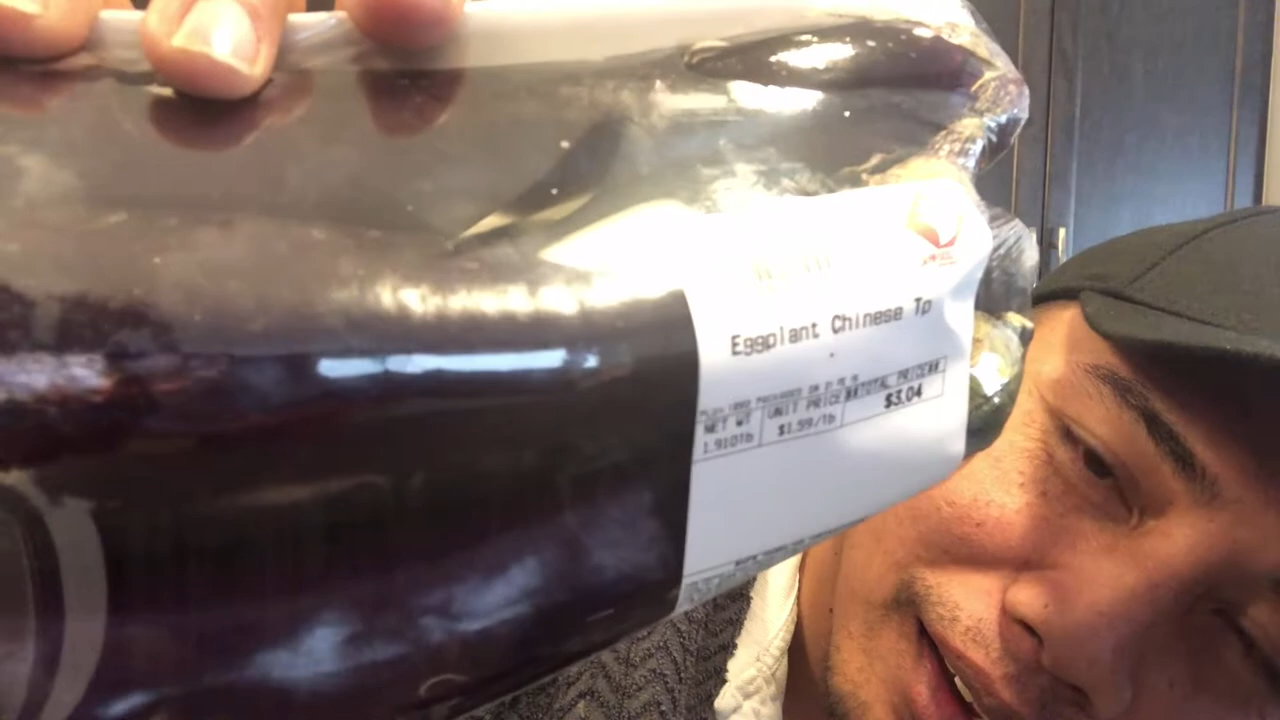 Eggplant Chinese Tp
NET WT UNIT PRICE TOTAL PRICE
1.910lb $1.59/lb $3.04